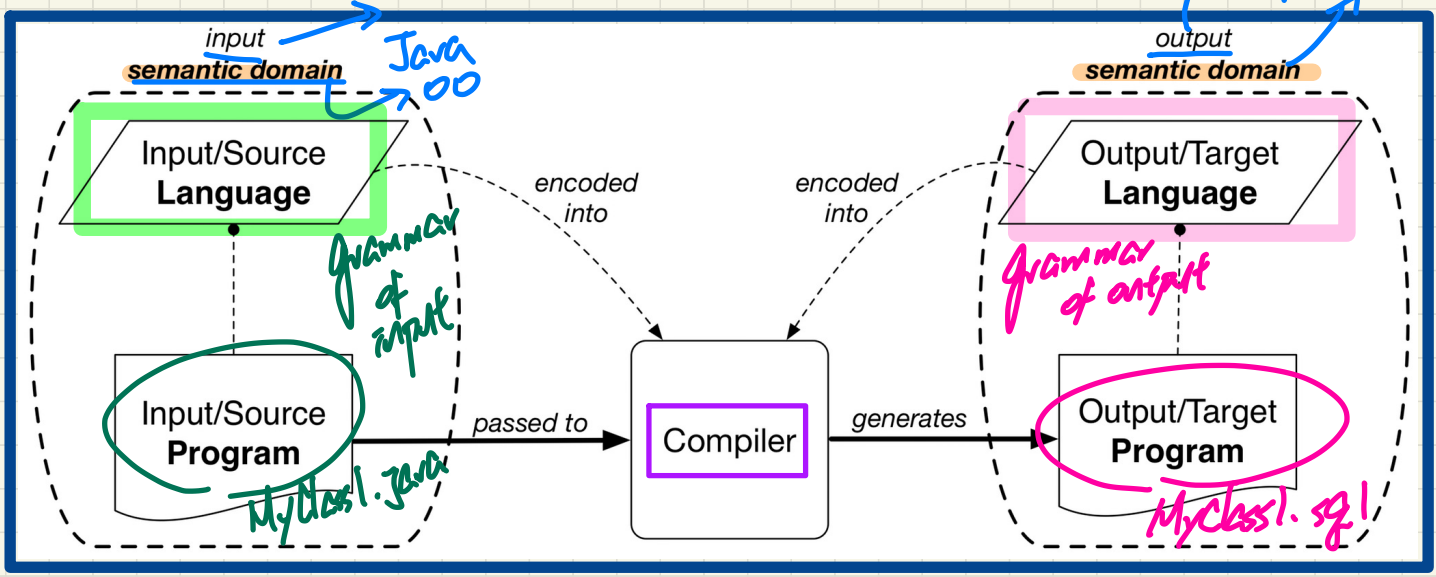 input
semantic domain
Java
OO
Input/Source
Language
grammar
of
input
Input/Source
Program
MyClass1.java
encoded
into
passed to
Compiler
encoded
into
generates
output
semantic domain
Output/Target
Language
grammar
of output
Output/Target
Program
MyClass1.sql